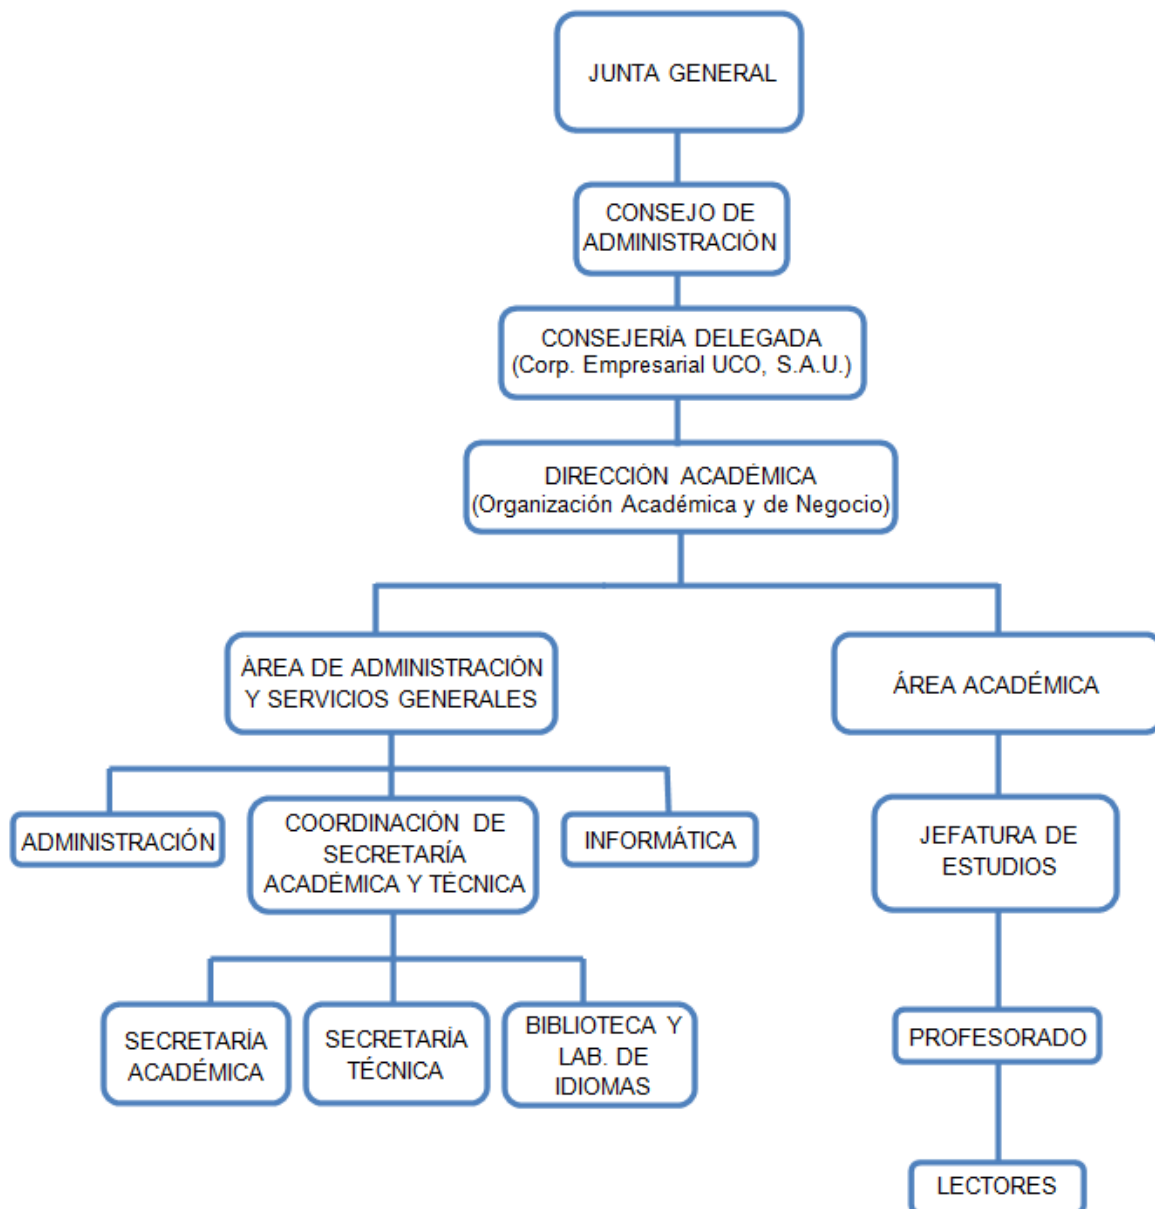 JUNTA GENERAL
CONSEJO DE
ADMINISTRACIÓN
CONSEJERÍA DELEGADA
(Corp. Empresarial UCO, S.A.U.)
DIRECCIÓN ACADÉMICA
(Organización Académica y de Negocio)
ÁREA DE ADMINISTRACIÓN
Y SERVICIOS GENERALES
ÁREA ACADÉMICA
ADMINISTRACIÓN
COORDINACIÓN DE
SECRETARÍA
ACADÉMICA Y TÉCNICA
INFORMÁTICA
JEFATURA DE
ESTUDIOS
SECRETARÍA
ACADÉMICA
SECRETARÍA
TÉCNICA
BIBLIOTECA Y
LAB. DE
IDIOMAS
PROFESORADO
LECTORES